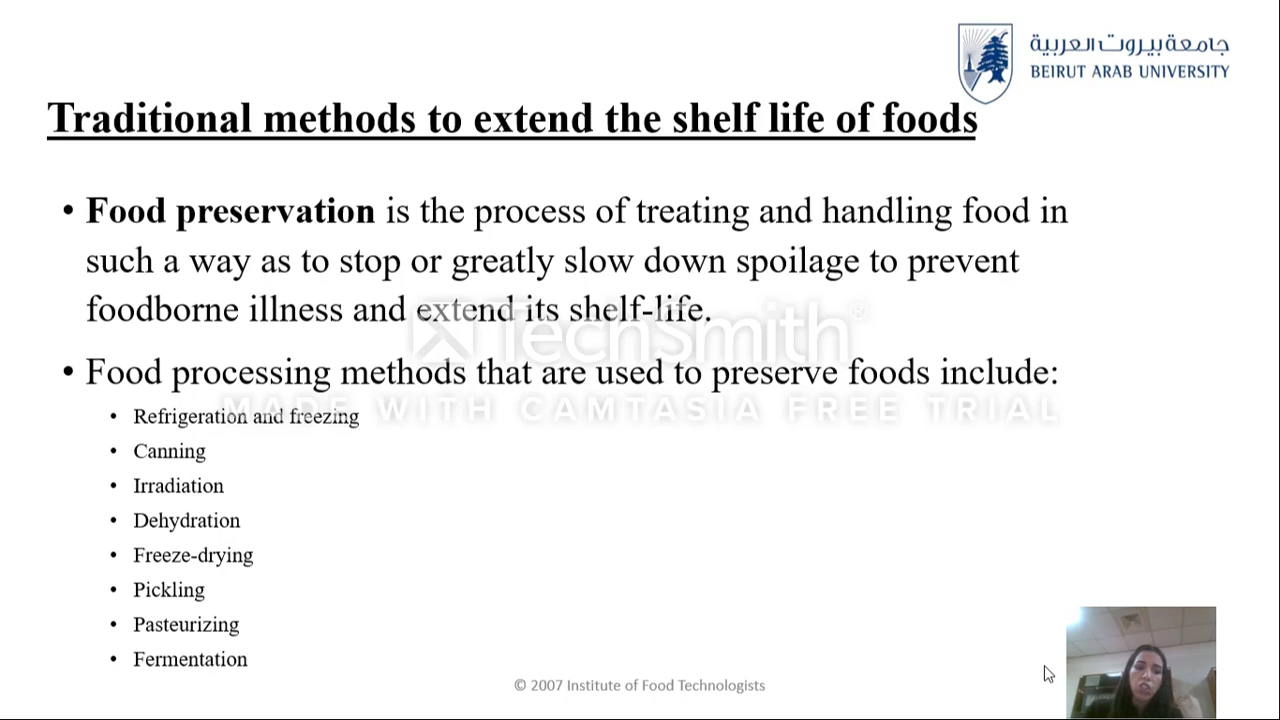 جامعة بيروت العربية
BEIRUT ARAB UNIVERSITY
Traditional methods to extend the shelf life of foods
• Food preservation is the process of treating and handling food in
such a way as to stop or greatly slow down spoilage to prevent
foodborne illness and extend its shelf-life.
TechSmith®
• Food processing methods that are used to preserve foods include:
MADE WITH CAMTASIA FREE TRIAL
• Refrigeration and freezing
• Canning
• Irradiation
• Dehydration
• Freeze-drying
• Pickling
• Pasteurizing
• Fermentation
© 2007 Institute of Food Technologists